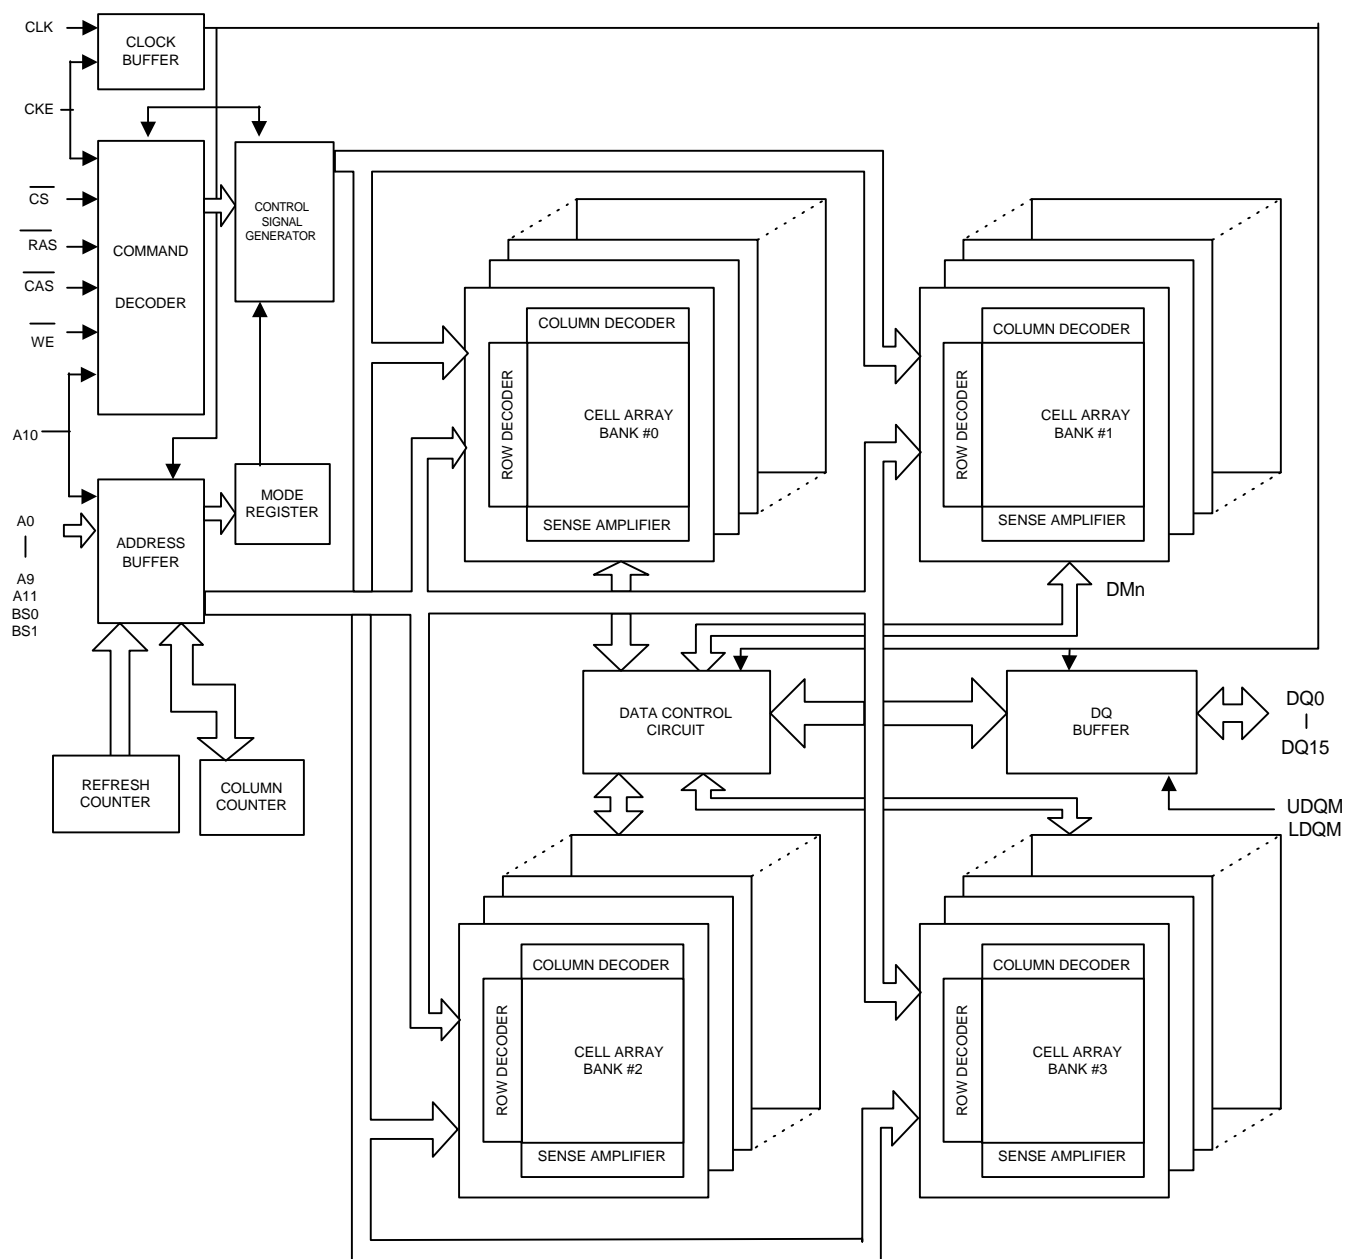 CLK
CLOCK
BUFFER
CKE
CS
RAS
CAS
WE
COMMAND
DECODER
CONTROL
SIGNAL
GENERATOR
A10
A0
A9
A11
BS0
BS1
ADDRESS
BUFFER
MODE
REGISTER
REFRESH
COUNTER
COLUMN
COUNTER
COLUMN DECODER
ROW DECODER
CELL ARRAY
BANK #0
SENSE AMPLIFIER
COLUMN DECODER
ROW DECODER
CELL ARRAY
BANK #1
SENSE AMPLIFIER
DMn
DATA CONTROL
CIRCUIT
DQ
BUFFER
DQ0
DQ15
UDQM
LDQM
COLUMN DECODER
ROW DECODER
CELL ARRAY
BANK #2
SENSE AMPLIFIER
COLUMN DECODER
ROW DECODER
CELL ARRAY
BANK #3
SENSE AMPLIFIER